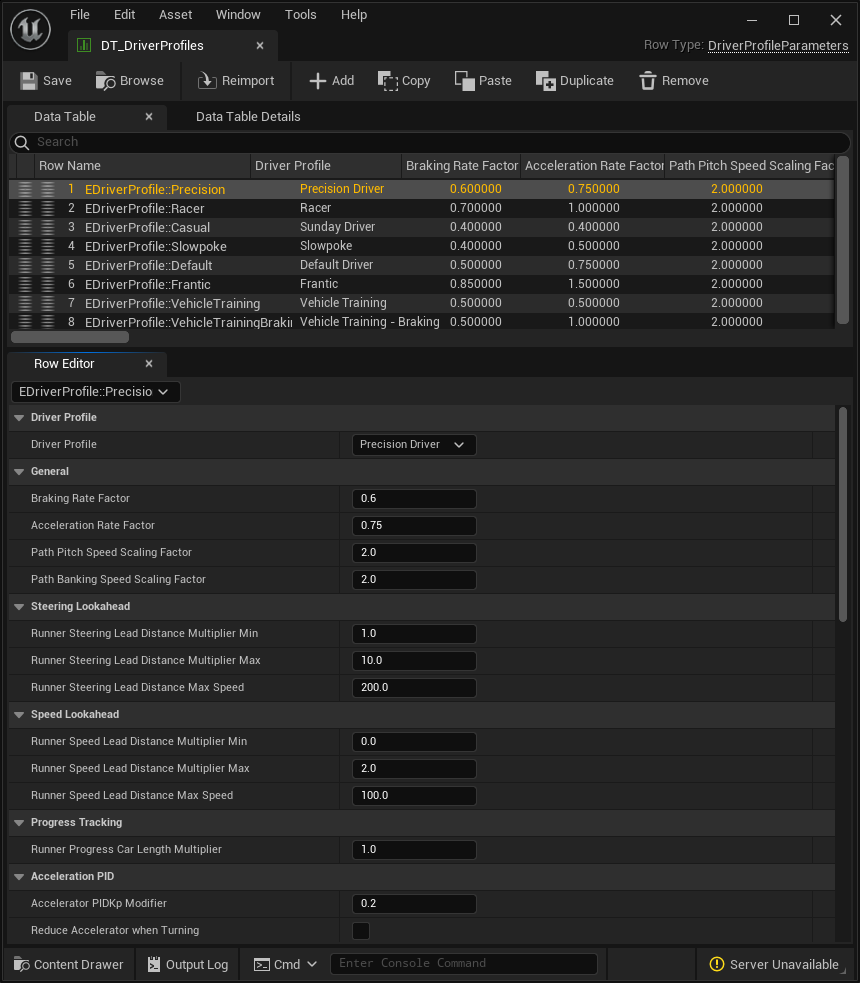 File Edit Asset Window Tools Help
DT_DriverProfiles
Row Type: DriverProfileParameters
Save Browse Reimport Add Copy Paste Duplicate Remove
Data Table Data Table Details
Search
Row Name Driver Profile Braking Rate Factor Acceleration Rate Factor Path Pitch Speed Scaling Fac
1 EDriverProfile::Precision Precision Driver 0.600000 0.750000 2.000000
2 EDriverProfile::Racer Racer 0.700000 1.000000 2.000000
3 EDriverProfile::Casual Sunday Driver 0.400000 0.400000 2.000000
4 EDriverProfile::Slowpoke Slowpoke 0.400000 0.500000 2.000000
5 EDriverProfile::Default Default Driver 0.500000 0.750000 2.000000
6 EDriverProfile::Frantic Frantic 0.850000 1.500000 2.000000
7 EDriverProfile::VehicleTraining Vehicle Training 0.500000 0.500000 2.000000
8 EDriverProfile::VehicleTrainingBraki Vehicle Training - Braking 0.500000 1.000000 2.000000
Row Editor
EDriverProfile::Precisio
Driver Profile
Driver Profile Precision Driver
General
Braking Rate Factor 0.6
Acceleration Rate Factor 0.75
Path Pitch Speed Scaling Factor 2.0
Path Banking Speed Scaling Factor 2.0
Steering Lookahead
Runner Steering Lead Distance Multiplier Min 1.0
Runner Steering Lead Distance Multiplier Max 10.0
Runner Steering Lead Distance Max Speed 200.0
Speed Lookahead
Runner Speed Lead Distance Multiplier Min 0.0
Runner Speed Lead Distance Multiplier Max 2.0
Runner Speed Lead Distance Max Speed 100.0
Progress Tracking
Runner Progress Car Length Multiplier 1.0
Acceleration PID
Accelerator PIDKp Modifier 0.2
Reduce Accelerator when Turning
Content Drawer Output Log Cmd Enter Console Command Server Unavailable